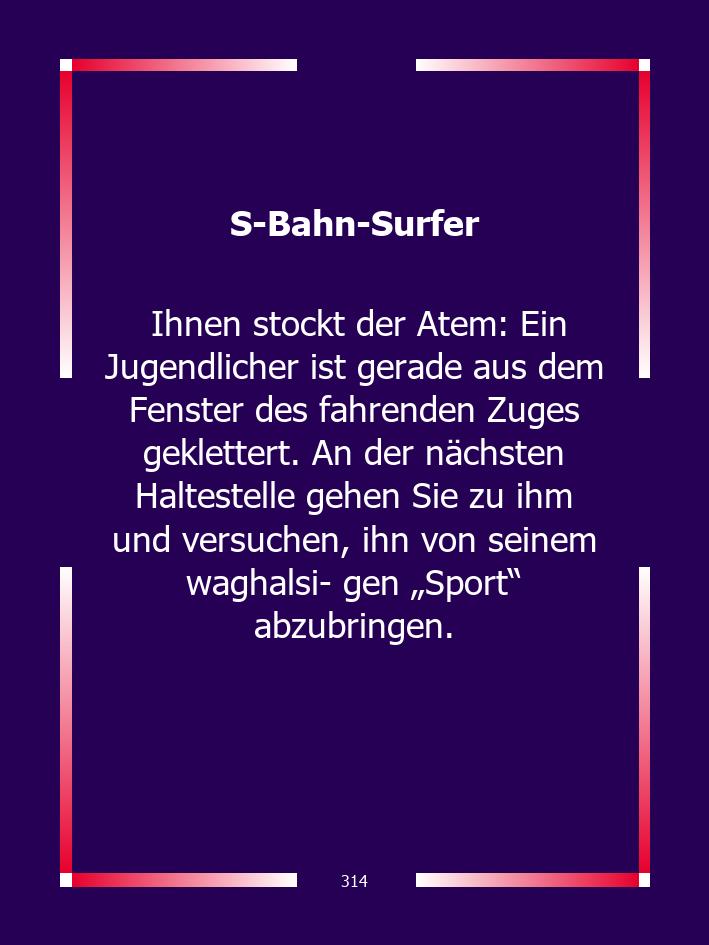 S-Bahn-Surfer
Ihnen stockt der Atem: Ein
Jugendlicher ist gerade aus dem
Fenster des fahrenden Zuges
geklettert. An der nächsten
Haltestelle gehen Sie zu ihm
und versuchen, ihn von seinem
waghalsi- gen „Sport“
abzubringen.
314